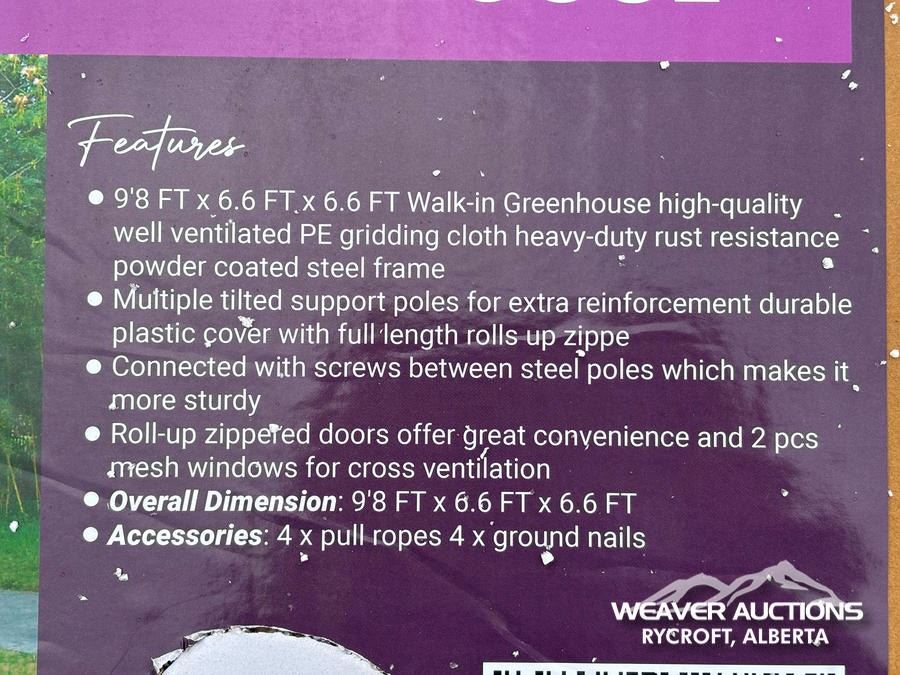 Features
• 9'8 FT x 6.6 FT x 6.6 FT Walk-in Greenhouse high-quality
well ventilated PE gridding cloth heavy-duty rust resistance
powder coated steel frame
• Multiple tilted support poles for extra reinforcement durable
plastic cover with full length rolls up zippe
• Connected with screws between steel poles which makes it
more sturdy
• Roll-up zippered doors offer great convenience and 2 pcs
mesh windows for cross ventilation
• Overall Dimension: 9'8 FT x 6.6 FT x 6.6 FT
• Accessories: 4 x pull ropes 4 x ground nails
WEAVER AUCTIONS
RYCROFT, ALBERTA